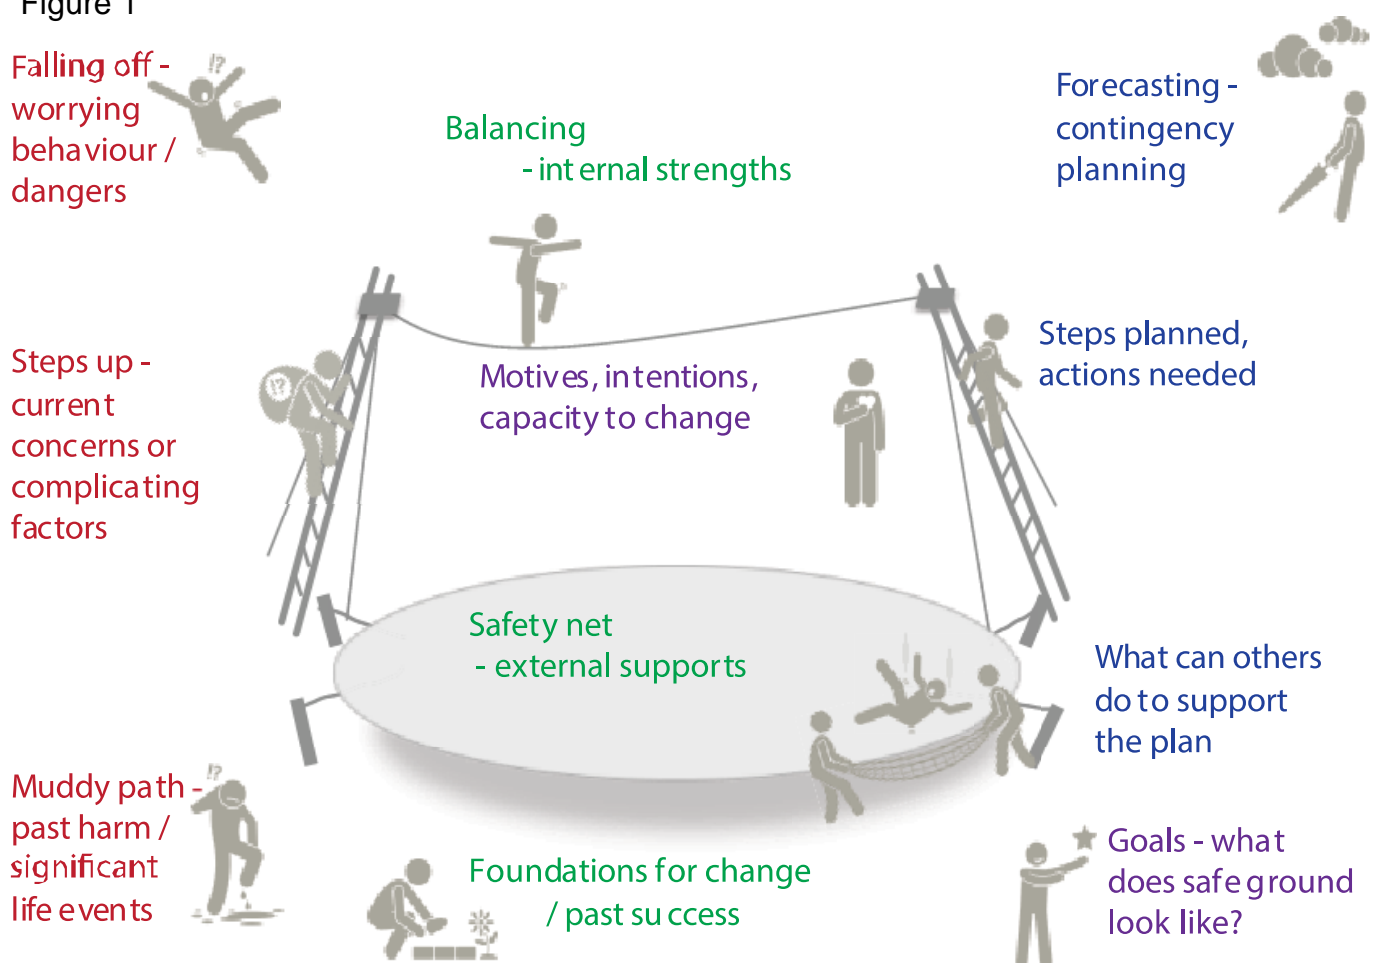 Figure 1
Falling off -
worrying
behaviour /
dangers
!?
Balancing
- internal strengths
Forecasting -
contingency
planning
Steps up -
current
concerns or
complicating
factors
!?
Motives, intentions,
capacity to change
Steps planned,
actions needed
Safety net
- external supports
What can others
do to support
the plan
Muddy path -
past harm /
significant
life events
!?
Foundations for change
/ past success
Goals - what
does safe ground
look like?